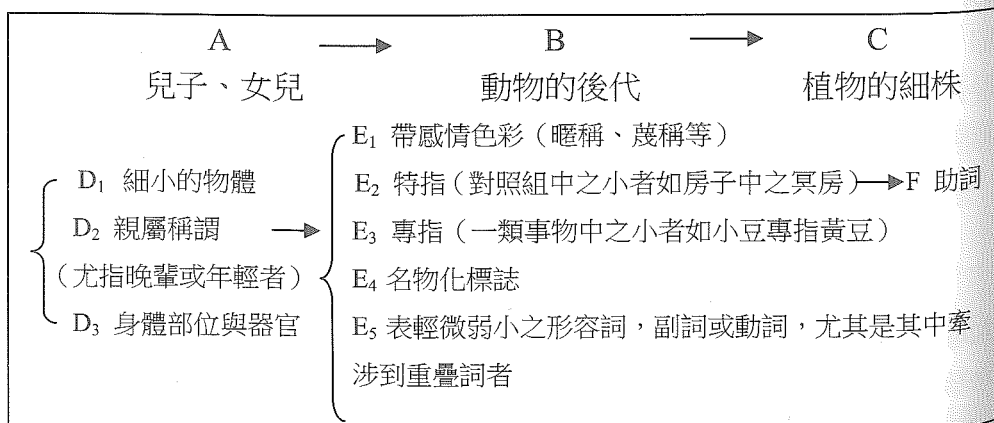 A → B → C
兒子、女兒 動物的後代 植物的細株
E₁ 帶感情色彩（暱稱、蔑稱等）
D₁ 細小的物體 E₂ 特指（對照組中之小者如房子中之冥房）→F 助詞
D₂ 親屬稱謂 → E₃ 專指（一類事物中之小者如小豆專指黃豆）
（尤指晚輩或年輕者） E₄ 名物化標誌
D₃ 身體部位與器官 E₅ 表輕微弱小之形容詞，副詞或動詞，尤其是其中牽
涉到重疊詞者